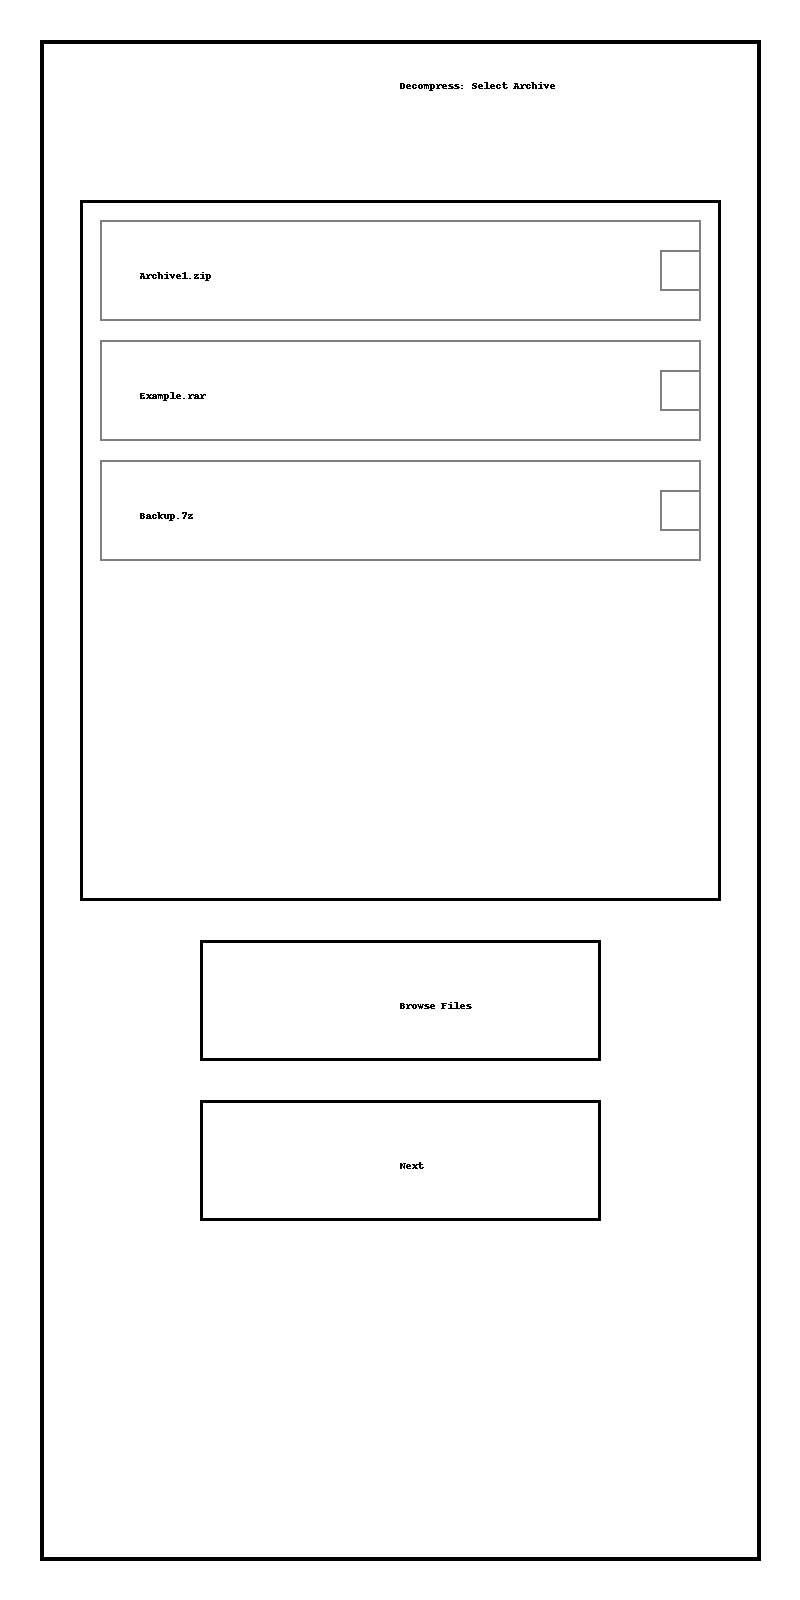 Decompress: Select Archive
Archive1.zip
Example.rar
Backup.7z
Browse Files
Next